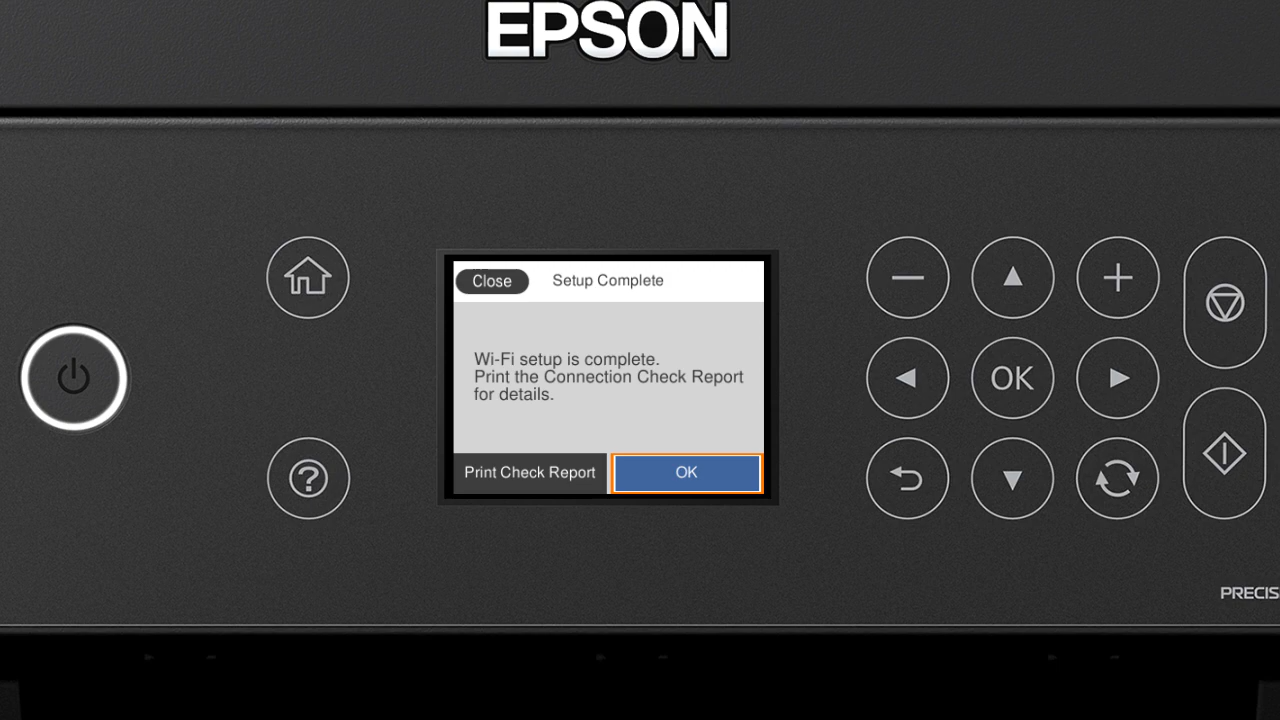 EPSON
Close Setup Complete
Wi-Fi setup is complete.
Print the Connection Check Report
for details.
Print Check Report OK
OK
PRECIS